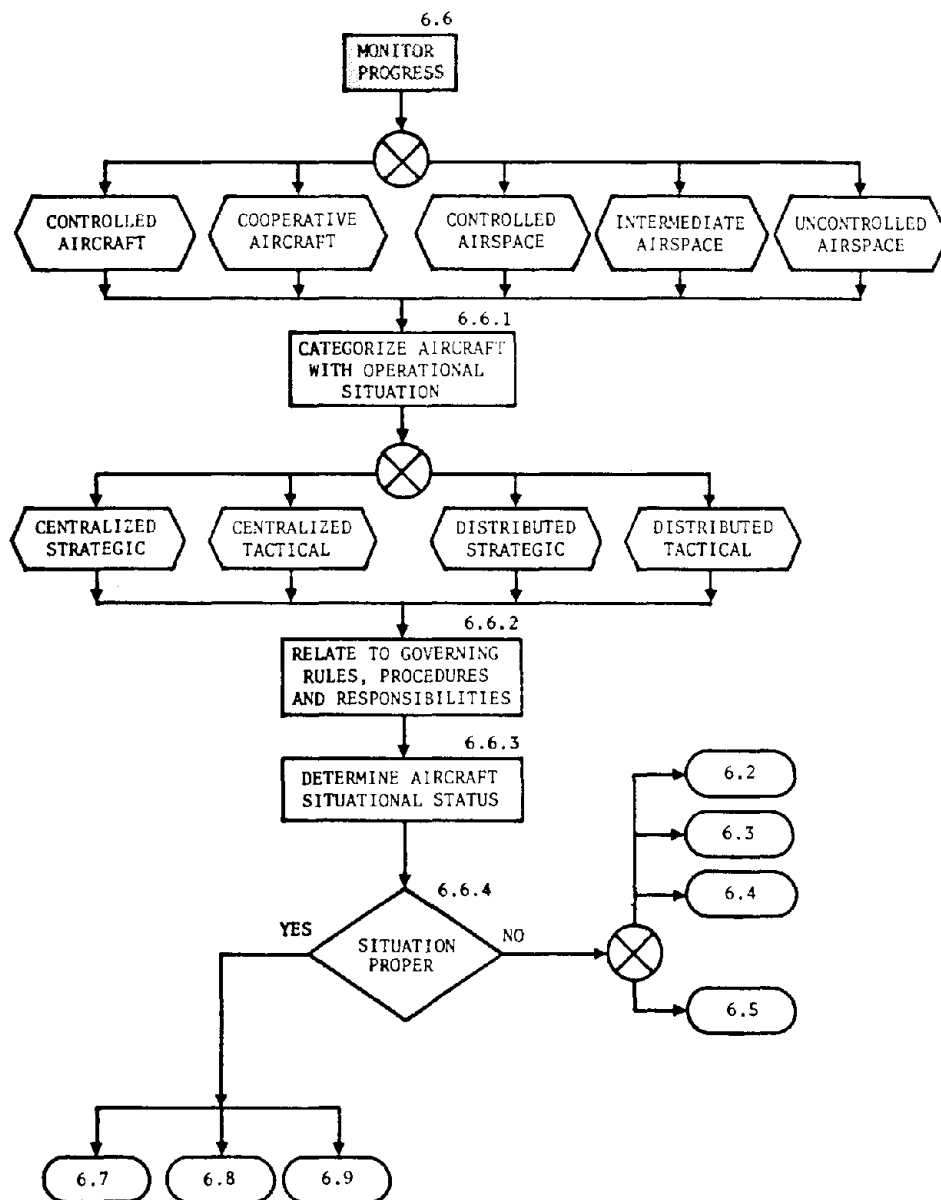 6.6
MONITOR
PROGRESS
CONTROLLED
AIRCRAFT
COOPERATIVE
AIRCRAFT
CONTROLLED
AIRSPACE
INTERMEDIATE
AIRSPACE
UNCONTROLLED
AIRSPACE
6.6.1
CATEGORIZE AIRCRAFT
WITH OPERATIONAL
SITUATION
CENTRALIZED
STRATEGIC
CENTRALIZED
TACTICAL
DISTRIBUTED
STRATEGIC
DISTRIBUTED
TACTICAL
6.6.2
RELATE TO GOVERNING
RULES, PROCEDURES
AND RESPONSIBILITIES
6.6.3
DETERMINE AIRCRAFT
SITUATIONAL STATUS
6.2
6.3
6.4
6.6.4
YES
SITUATION
PROPER
NO
6.5
6.7
6.8
6.9